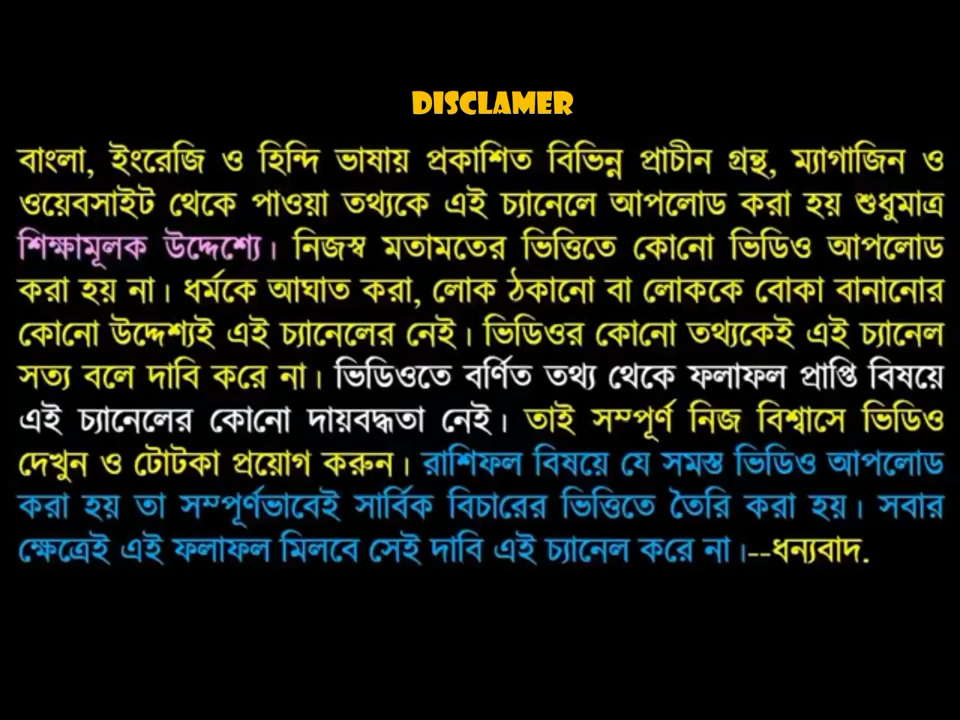 DISCLAMER
বাংলা, ইংরেজি ও হিন্দি ভাষায় প্রকাশিত বিভিন্ন প্রাচীন গ্রন্থ, ম্যাগাজিন ও
ওয়েবসাইট থেকে পাওয়া তথ্যকে এই চ্যানেলে আপলোড করা হয় শুধুমাত্র
শিক্ষামূলক উদ্দেশ্যে। নিজস্ব মতামতের ভিত্তিতে কোনো ভিডিও আপলোড
করা হয় না। ধর্মকে আঘাত করা, লোক ঠকানো বা লোককে বোকা বানানোর
কোনো উদ্দেশ্যই এই চ্যানেলের নেই। ভিডিওর কোনো তথ্যকেই এই চ্যানেল
সত্য বলে দাবি করে না। ভিডিওতে বর্ণিত তথ্য থেকে ফলাফল প্রাপ্তি বিষয়ে
এই চ্যানেলের কোনো দায়বদ্ধতা নেই। তাই সম্পূর্ণ নিজ বিশ্বাসে ভিডিও
দেখুন ও টোটকা প্রয়োগ করুন। রাশিফল বিষয়ে যে সমস্ত ভিডিও আপলোড
করা হয় তা সম্পূর্ণভাবেই সার্বিক বিচারের ভিত্তিতে তৈরি করা হয়। সবার
ক্ষেত্রেই এই ফলাফল মিলবে সেই দাবি এই চ্যানেল করে না।--ধন্যবাদ.